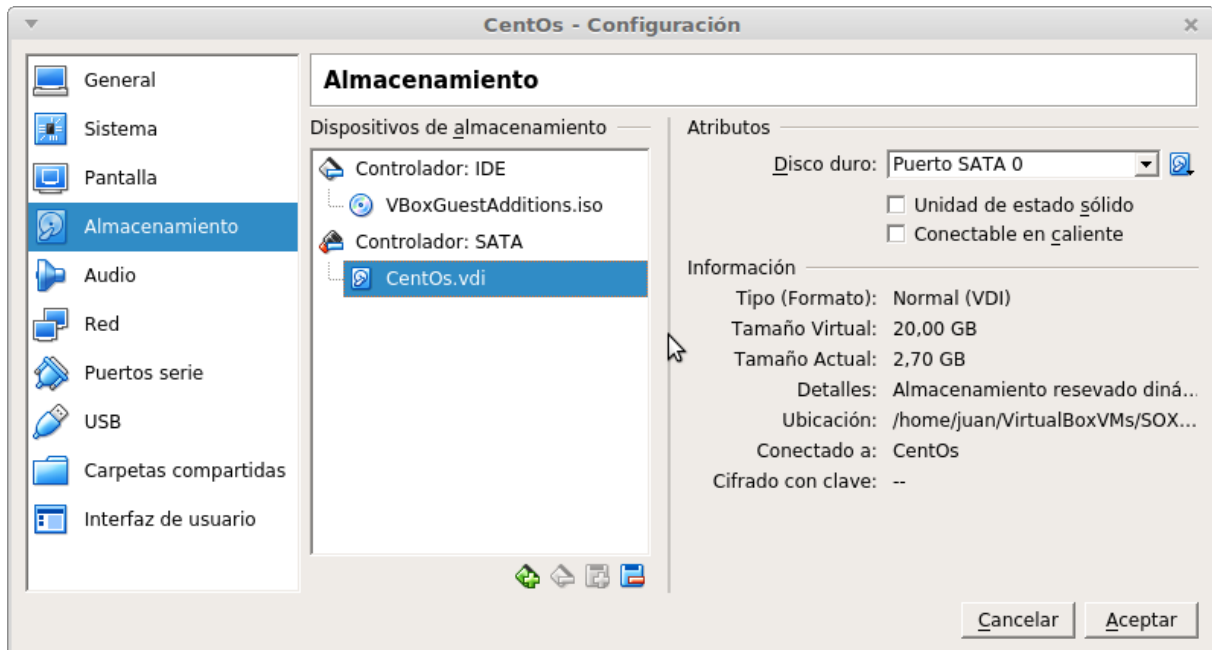 CentOs - Configuración
General
Sistema
Pantalla
Almacenamiento
Audio
Red
Puertos serie
USB
Carpetas compartidas
Interfaz de usuario
Almacenamiento
Dispositivos de almacenamiento
Controlador: IDE
VBoxGuestAdditions.iso
Controlador: SATA
CentOs.vdi
Atributos
Disco duro: Puerto SATA 0
Unidad de estado sólido
Conectable en caliente
Información
Tipo (Formato): Normal (VDI)
Tamaño Virtual: 20,00 GB
Tamaño Actual: 2,70 GB
Detalles: Almacenamiento resevado diná...
Ubicación: /home/juan/VirtualBoxVMs/SOX...
Conectado a: CentOs
Cifrado con clave: --
Cancelar Aceptar